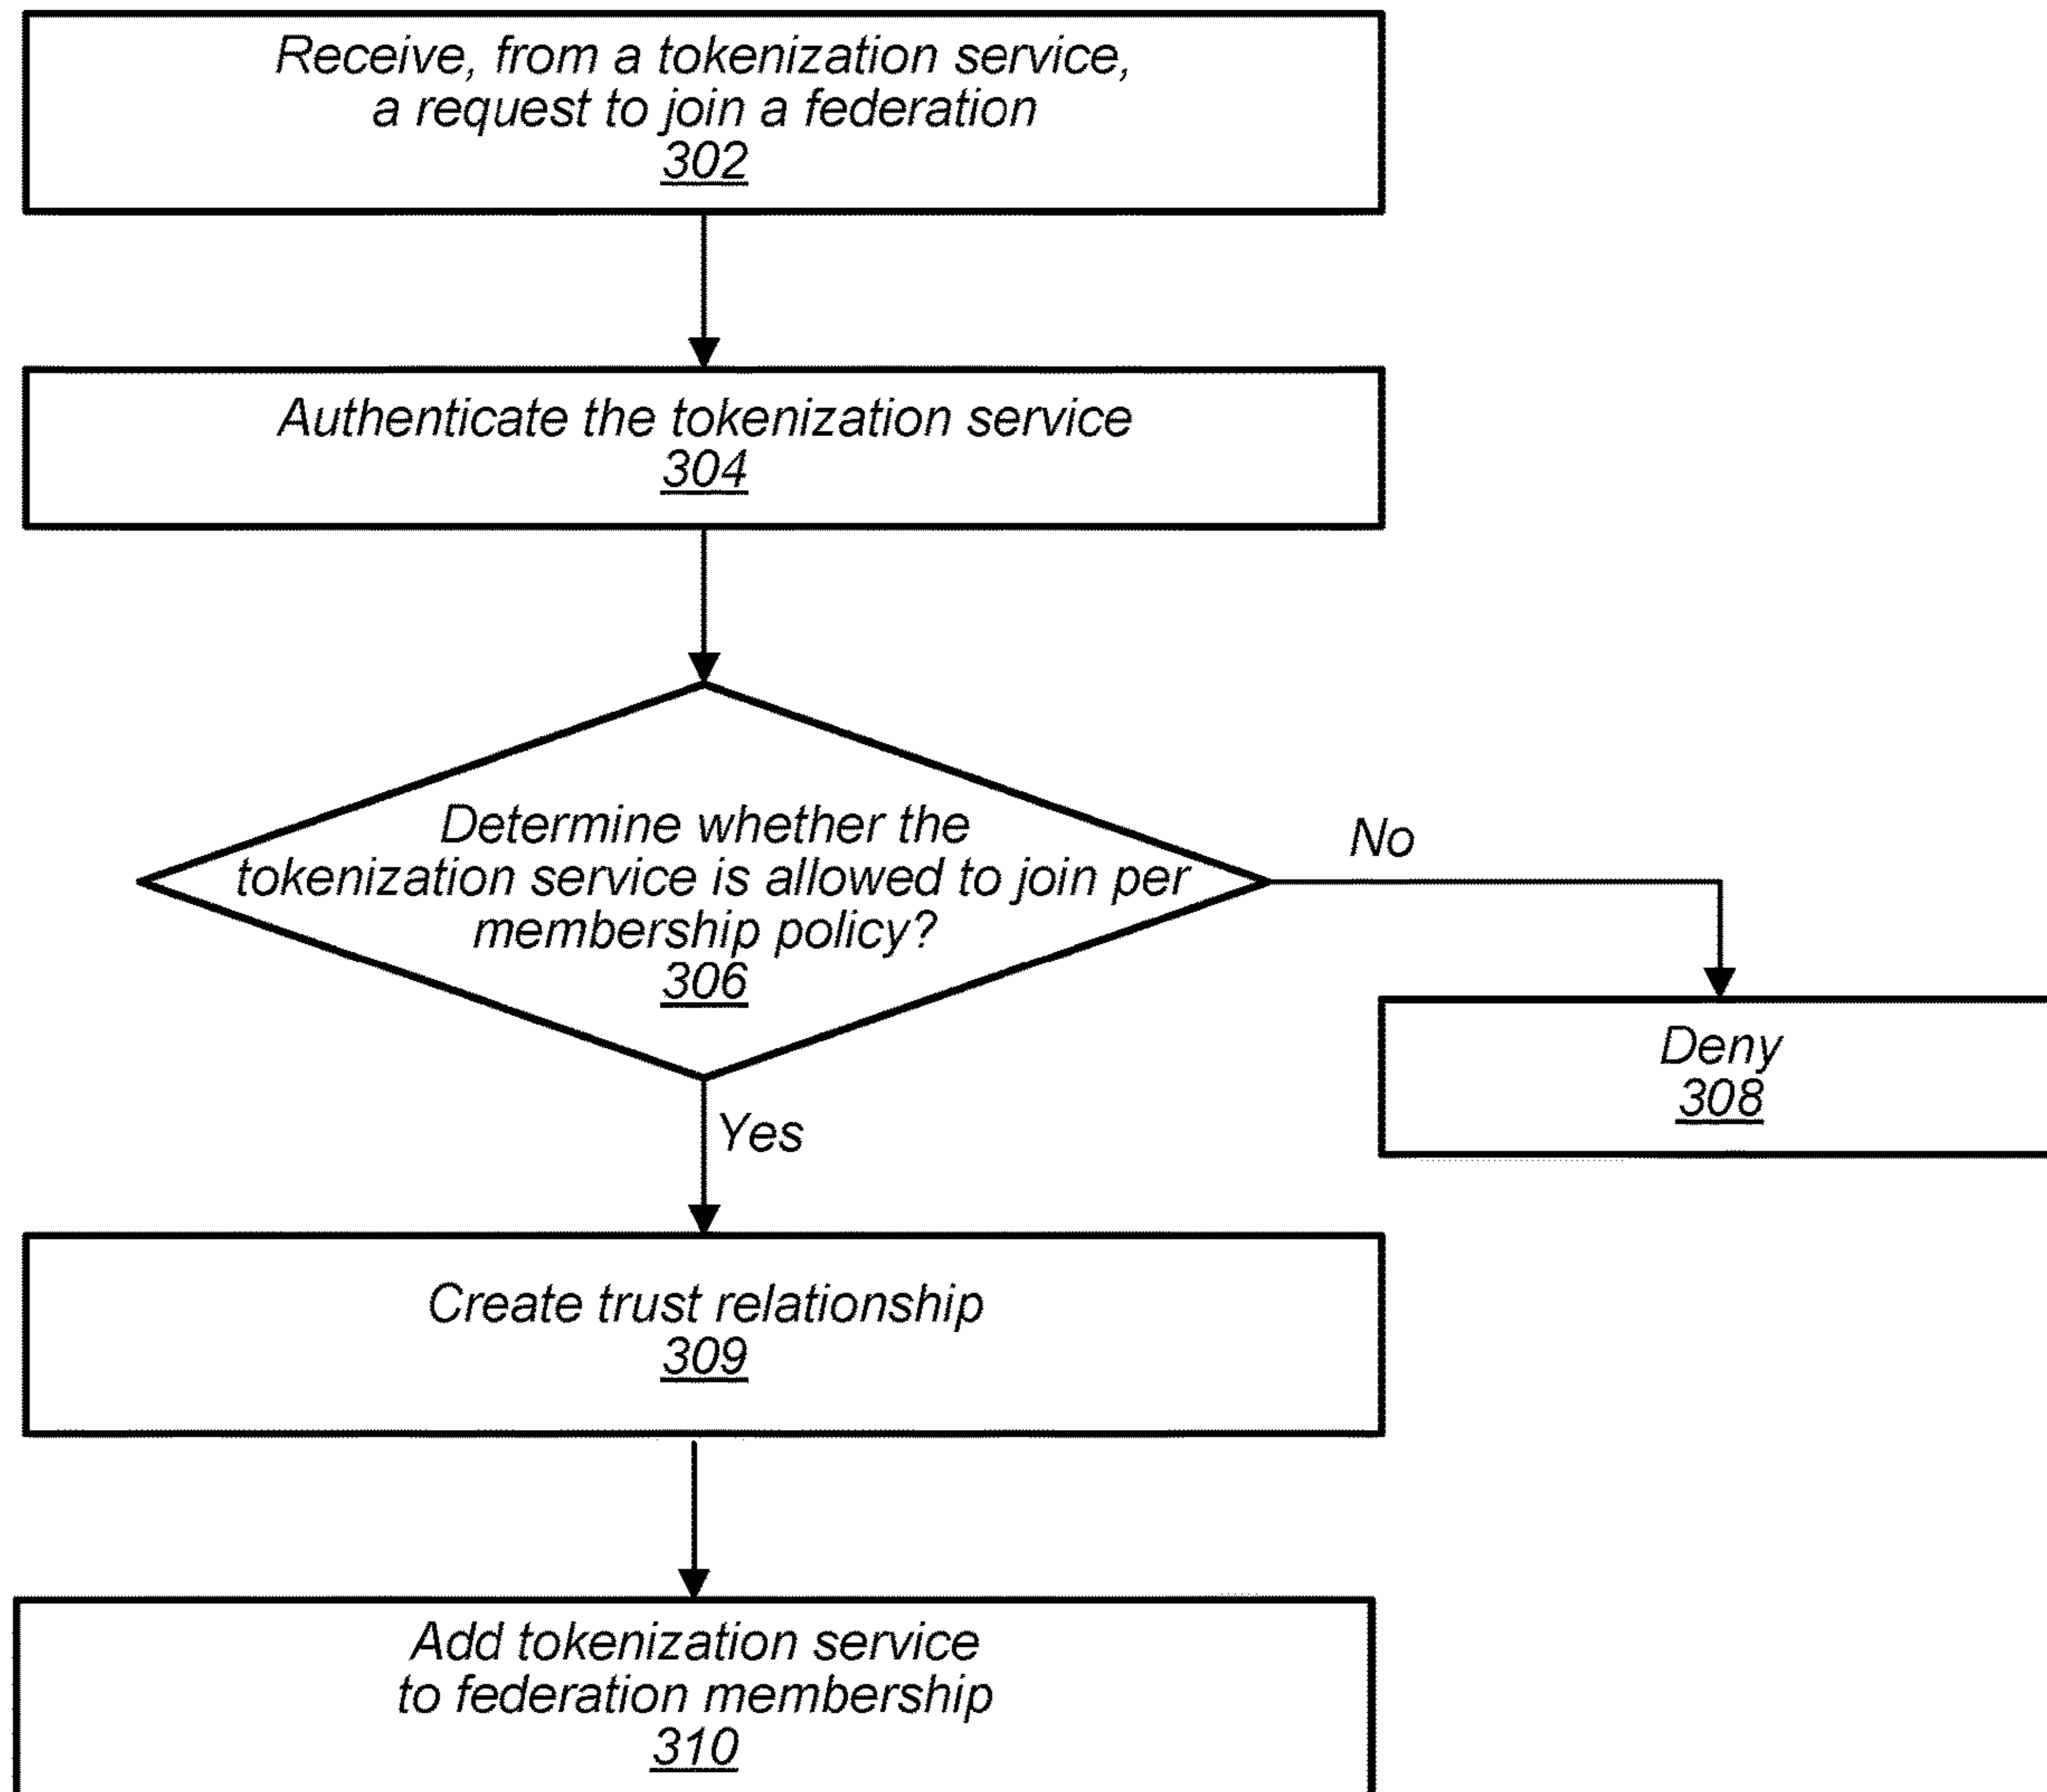 Receive, from a tokenization service,
a request to join a federation
302
Authenticate the tokenization service
304
Determine whether the
tokenization service is allowed to join per
membership policy?
306
No
Deny
308
Yes
Create trust relationship
309
Add tokenization service
to federation membership
310